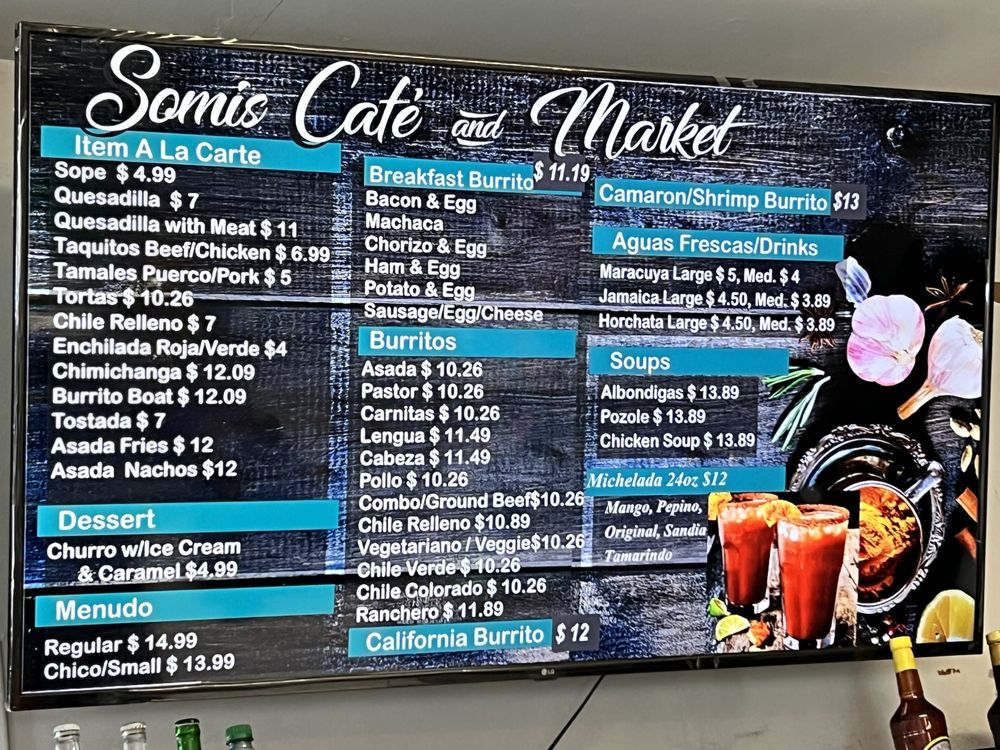 Somis Café and Market
Item A La Carte
Sope $ 4.99
Quesadilla $ 7
Quesadilla with Meat $ 11
Taquitos Beef/Chicken $ 6.99
Tamales Puerco/Pork $ 5
Tortas $ 10.26
Chile Relleno $ 7
Enchilada Roja/Verde $4
Chimichanga $ 12.09
Burrito Boat $ 12.09
Tostada $ 7
Asada Fries $ 12
Asada Nachos $12
Dessert
Churro w/Ice Cream
& Caramel $4.99
Menudo
Regular $ 14.99
Chico/Small $ 13.99
Breakfast Burrito $ 11.19
Bacon & Egg
Machaca
Chorizo & Egg
Ham & Egg
Potato & Egg
Sausage/Egg/Cheese
Burritos
Asada $ 10.26
Pastor $ 10.26
Carnitas $ 10.26
Lengua $ 11.49
Cabeza $ 11.49
Pollo $ 10.26
Combo/Ground Beef$10.26
Chile Relleno $10.89
Vegetariano / Veggie$10.26
Chile Verde $ 10.26
Chile Colorado $ 10.26
Ranchero $ 11.89
California Burrito $ 12
Camaron/Shrimp Burrito $13
Aguas Frescas/Drinks
Maracuya Large $ 5, Med. $ 4
Jamaica Large $ 4.50, Med. $ 3.89
Horchata Large $ 4.50, Med. $ 3.89
Soups
Albondigas $ 13.89
Pozole $ 13.89
Chicken Soup $ 13.89
Michelada 24oz $12
Mango, Pepino,
Original, Sandia
Tamarindo
LG